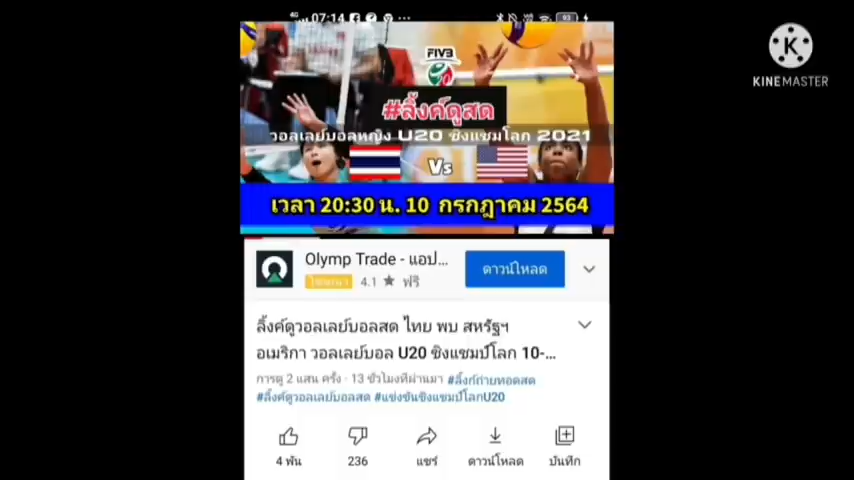 4G 07:14 93
FIVB
#ลิ้งค์ดูสด
วอลเลย์บอลหญิง U20 ชิงแชมโลก 2021
Vs
เวลา 20:30 น. 10 กรกฎาคม 2564
K
KINEMASTER
Olymp Trade - แอป...
ดาวน์โหลด
โฆษณา 4.1 ★ ฟรี
ลิ้งค์ดูวอลเลย์บอลสด ไทย พบ สหรัฐฯ
อเมริกา วอลเลย์บอล U20 ชิงแชมป์โลก 10-...
การดู 2 แสน ครั้ง · 13 ชั่วโมงที่ผ่านมา #ลิ้งก์ถ่ายทอดสด
#ลิ้งค์ดูวอลเลย์บอลสด #แข่งขันชิงแชมป์โลกU20
4 พัน 236 แชร์ ดาวน์โหลด บันทึก